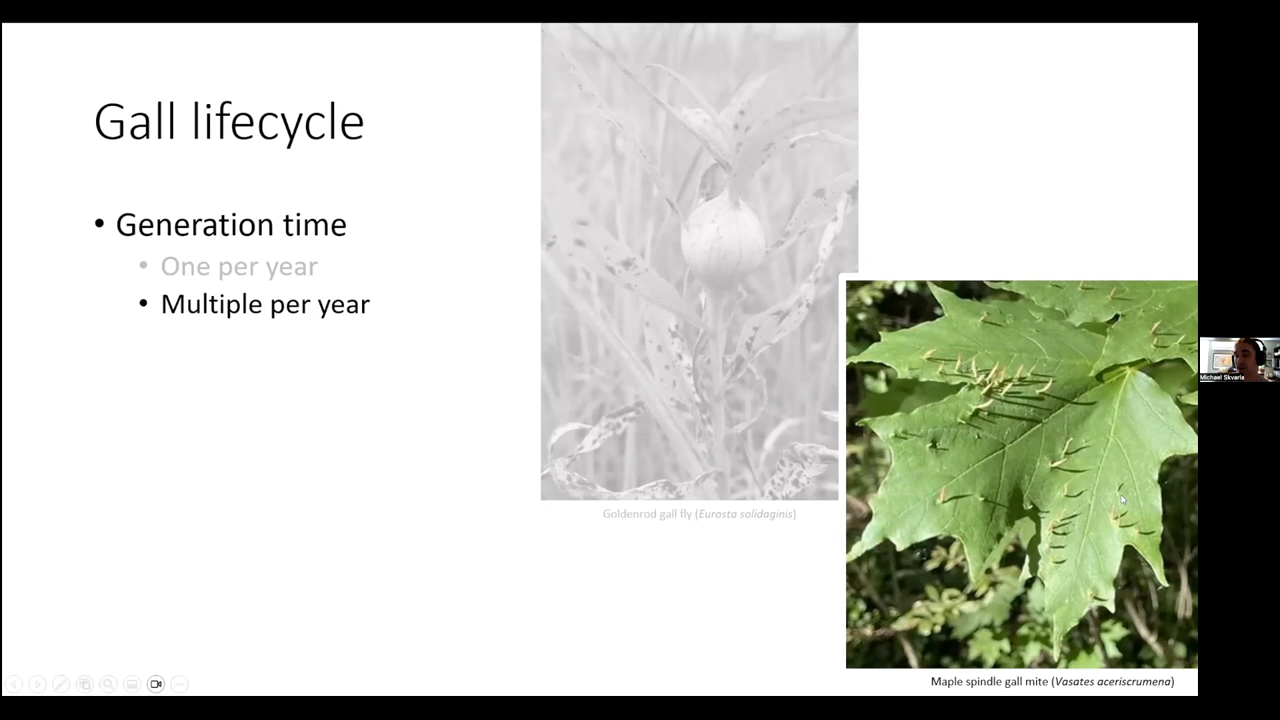 Gall lifecycle
• Generation time
• One per year
• Multiple per year
Goldenrod gall fly (Eurosta solidaginis)
Michael Skvarla
Maple spindle gall mite (Vasates aceriscrumena)